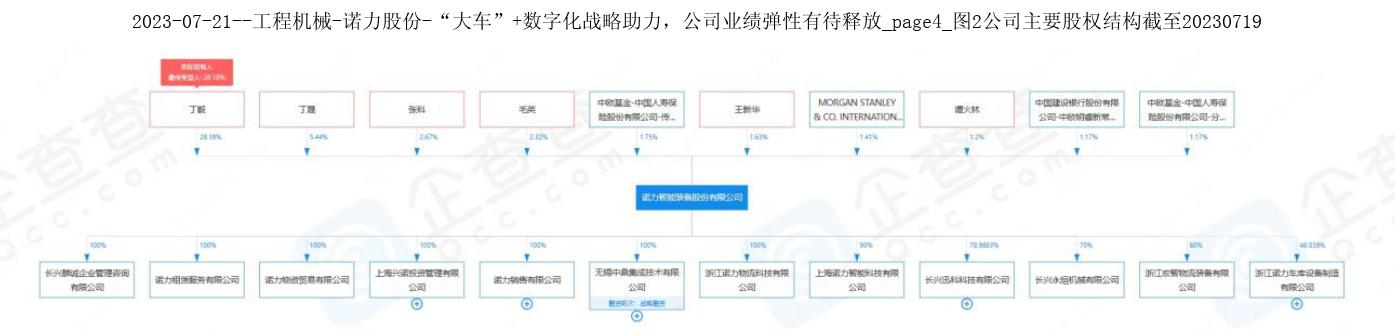 2023-07-21--工程机械-诺力股份-“大车”+数字化战略助力，公司业绩弹性有待释放_page4_图2公司主要股权结构截至20230719
实际控制人
最终受益人: 28.18%
丁毅
丁晟
张科
毛英
中欧基金-中国人寿保
险股份有限公司-传...
王新华
MORGAN STANLEY
& CO. INTERNATION...
谭火林
中国建设银行股份有限
公司-中欧明睿新常...
中欧基金-中国人寿保
险股份有限公司-分...
28.18%
5.44%
2.67%
2.32%
1.75%
1.63%
1.41%
1.2%
1.17%
1.17%
诺力智能装备股份有限公司
100%
100%
100%
100%
100%
100%
100%
90%
78.9883%
70%
60%
48.038%
长兴麟诚企业管理咨询
有限公司
诺力租赁服务有限公司
诺力物资贸易有限公司
上海兴诺投资管理有限
公司
诺力销售有限公司
无锡中鼎集成技术有限
公司
融资轮次：战略融资
浙江诺力物流科技有限
公司
上海诺力智能科技有限
公司
长兴迅科科技有限公司
长兴永恒机械有限公司
浙江宏智物流装备有限
公司
浙江诺力车库设备制造
有限公司
企查查
Qcc.com